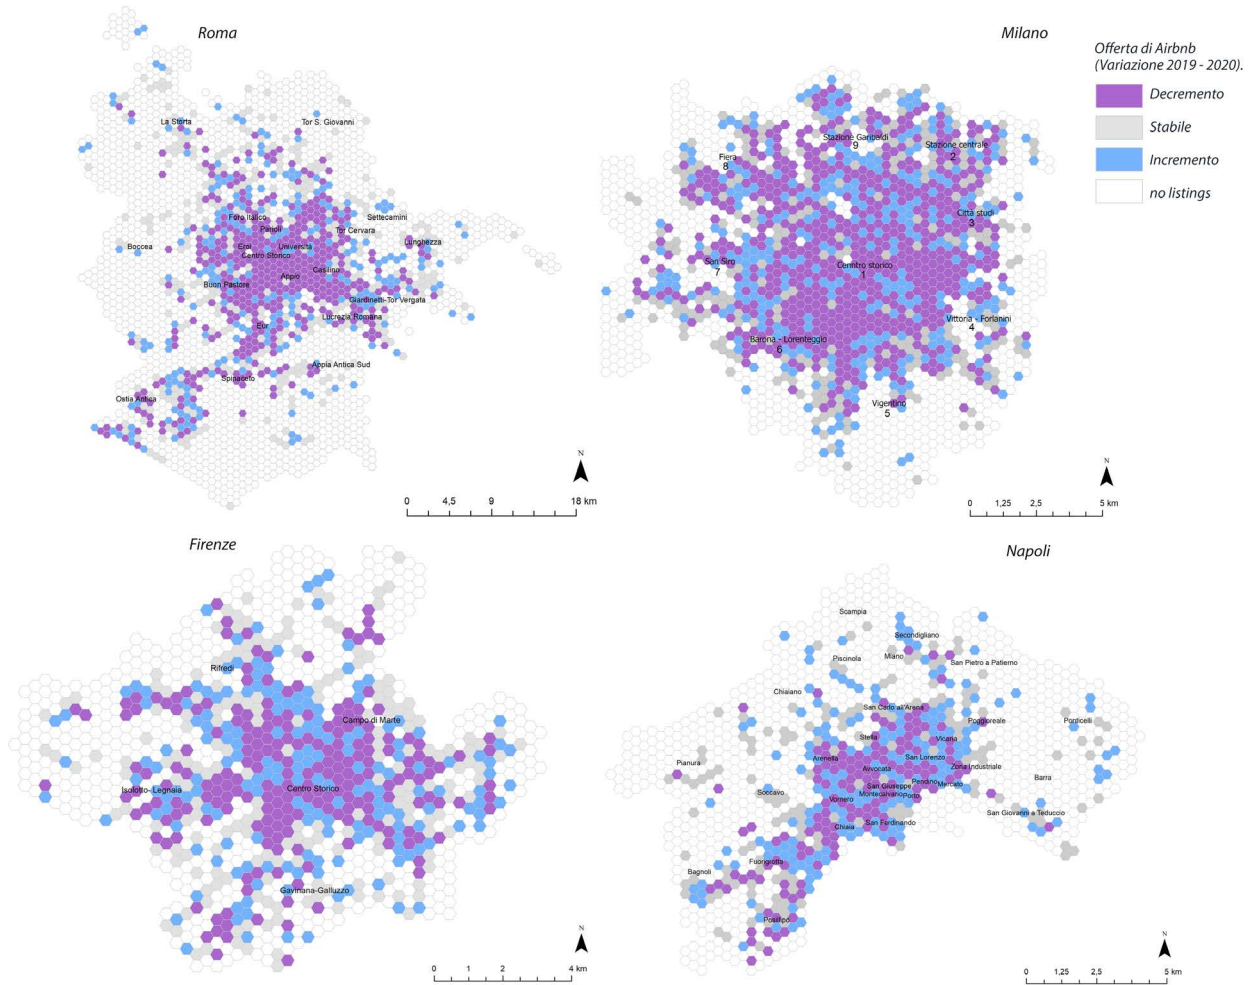 Roma
La Storta
Tor S. Giovanni
Foro Italico
Settecamini
Parioli
Tor Cervara
Boccea
Eroi
Università
Lunghezza
Centro Storico
Casilino
Appio
Buon Pastore
Giardinetti-Tor Vergata
Lucrezia Romana
Eur
Appia Antica Sud
Spinaceto
Ostia Antica
N
0 4,5 9 18 km
Milano
Offerta di Airbnb
(Variazione 2019 - 2020).
Decremento
Stabile
Incremento
no listings
Stazione Garibaldi
9
Stazione centrale
2
Fiera
8
Città studi
3
San Siro
7
Cerintro storico
1
Vittoria - Forlanini
4
Barona - Lorenteggio
6
Vigentino
5
N
0 1,25 2,5 5 km
Firenze
Rifredi
Campo di Marte
Isolotto- Legnaia
Centro Storico
Gavinana-Galluzzo
N
0 1 2 4 km
Napoli
Scampia
Secondigliano
Miano
Piscinola
San Pietro a Patierno
Chiaiano
San Carlo all'Arena
Poggioreale
Ponticelli
Stella
Vicaria
Arenella
San Lorenzo
Pianura
Avvocata
Zona Industriale
Barra
Pendino
Mercato
San Giuseppe
Soccavo
Montecalvario
Porto
Vomero
San Giovanni a Teduccio
Chiaia
San Ferdinando
Fuorigrotta
Bagnoli
Posillipo
N
0 1,25 2,5 5 km